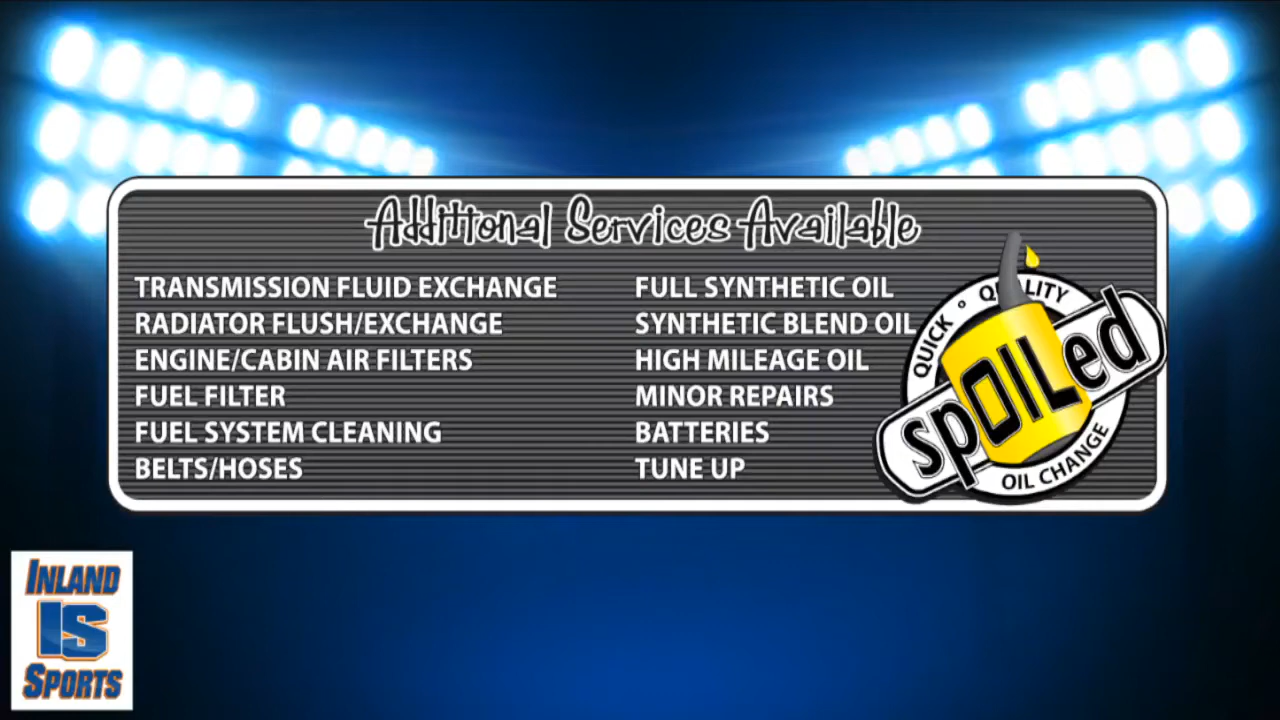 Additional Services Available
TRANSMISSION FLUID EXCHANGE
RADIATOR FLUSH/EXCHANGE
ENGINE/CABIN AIR FILTERS
FUEL FILTER
FUEL SYSTEM CLEANING
BELTS/HOSES
FULL SYNTHETIC OIL
SYNTHETIC BLEND OIL
HIGH MILEAGE OIL
MINOR REPAIRS
BATTERIES
TUNE UP
QUICK QUALITY
spOILed
OIL CHANGE
INLAND
IS
SPORTS